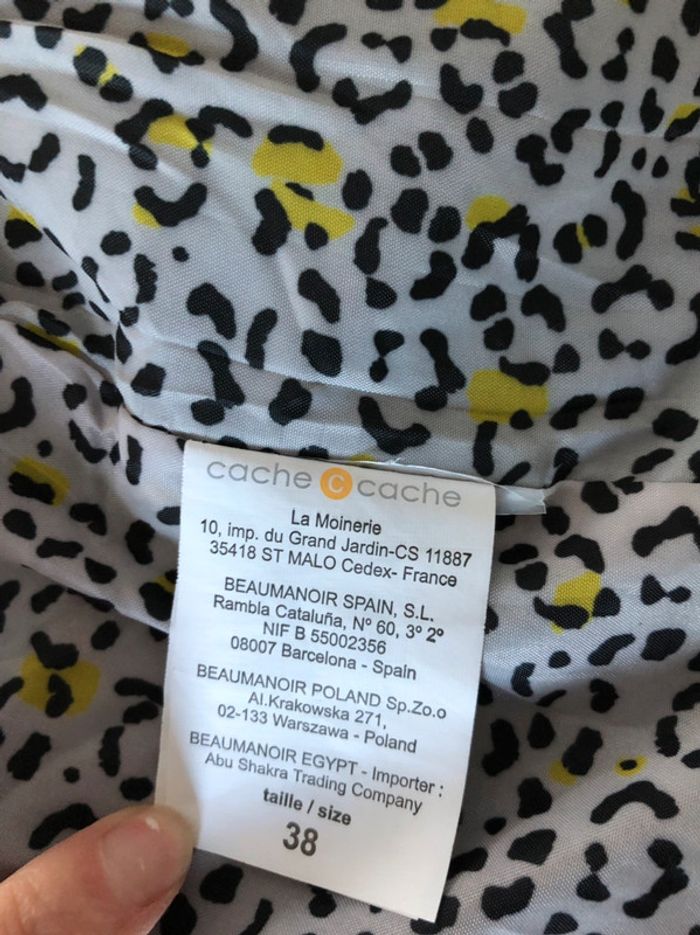 cache c cache
La Moinerie
10, imp. du Grand Jardin-CS 11887
35418 ST MALO Cedex- France
BEAUMANOIR SPAIN, S.L.
Rambla Cataluña, Nº 60, 3º 2º
NIF B 55002356
08007 Barcelona - Spain
BEAUMANOIR POLAND Sp.Zo.o
Al.Krakowska 271,
02-133 Warszawa - Poland
BEAUMANOIR EGYPT - Importer :
Abu Shakra Trading Company
taille / size
38